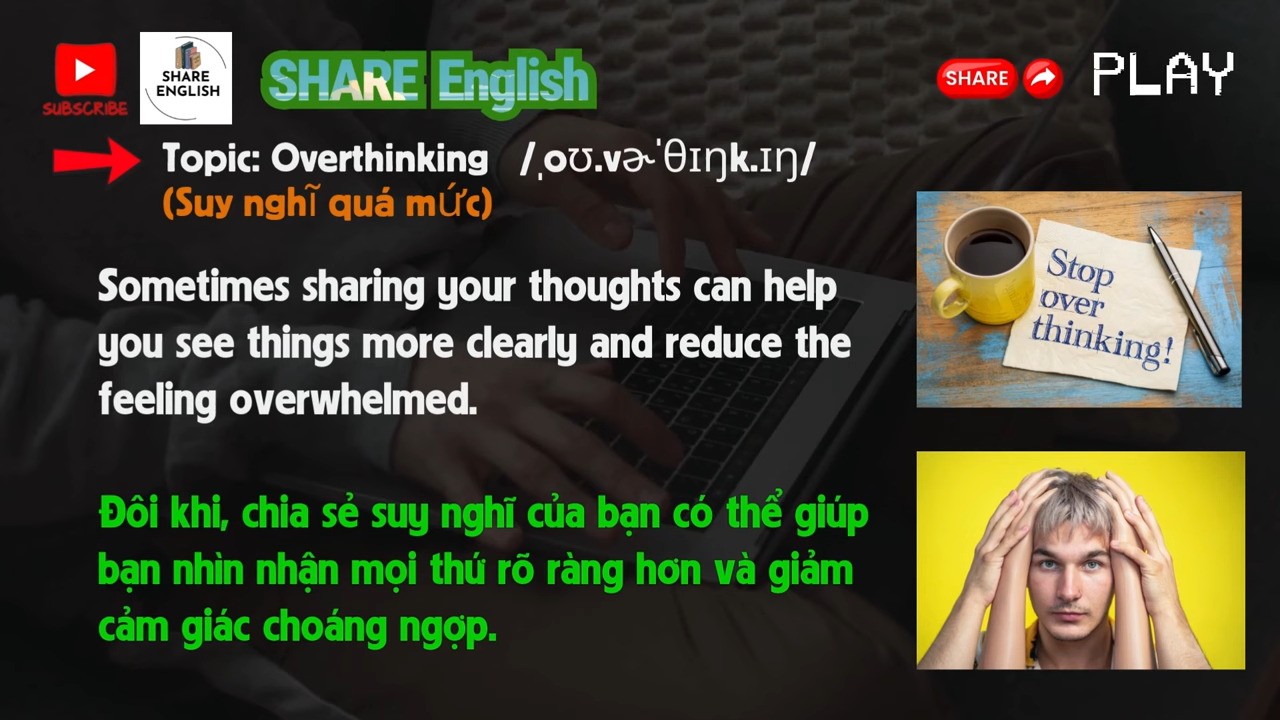 SUBSCRIBE
SHARE
ENGLISH
SHARE English
SHARE
PLAY
Topic: Overthinking /ˌoʊ.vɚˈθɪŋk.ɪŋ/
(Suy nghĩ quá mức)
Sometimes sharing your thoughts can help
you see things more clearly and reduce the
feeling overwhelmed.
Stop
over
thinking!
Đôi khi, chia sẻ suy nghĩ của bạn có thể giúp
bạn nhìn nhận mọi thứ rõ ràng hơn và giảm
cảm giác choáng ngợp.